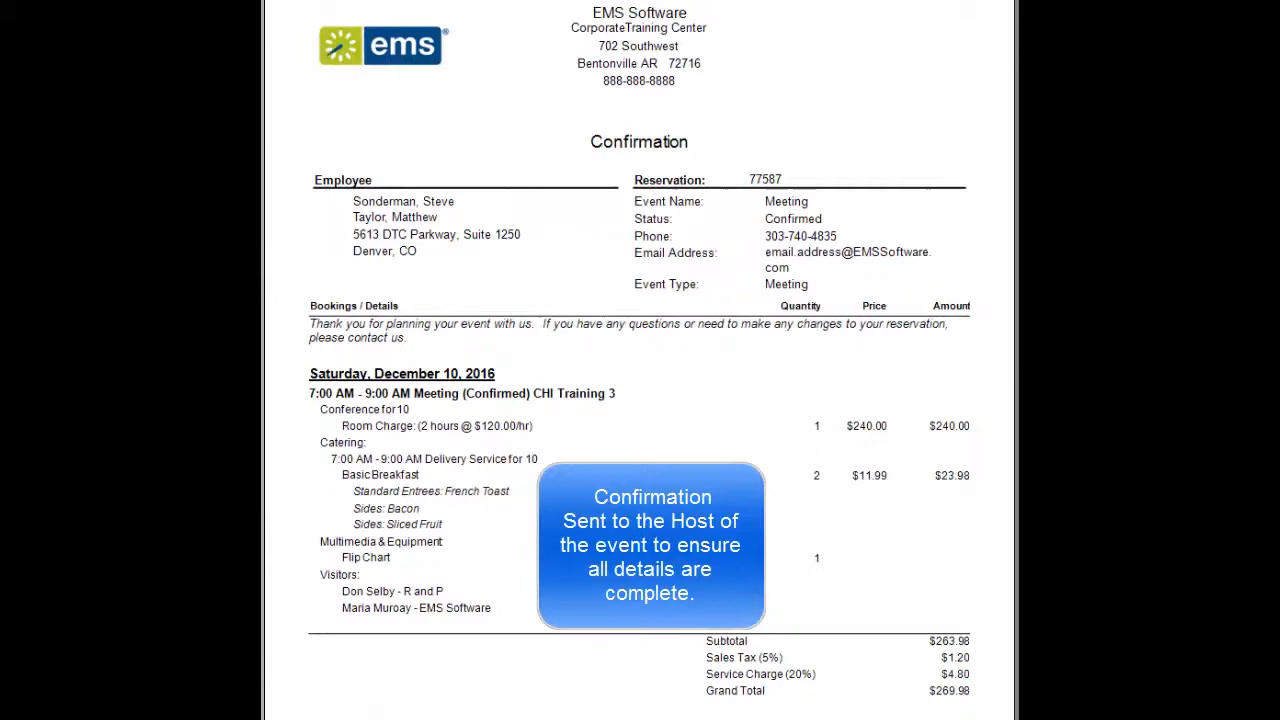 ems®
EMS Software
CorporateTraining Center
702 Southwest
Bentonville AR 72716
888-888-8888
Confirmation
Employee
Sonderman, Steve
Taylor, Matthew
5613 DTC Parkway, Suite 1250
Denver, CO
Reservation: 77587
Event Name: Meeting
Status: Confirmed
Phone: 303-740-4835
Email Address: email.address@EMSSoftware.
com
Event Type: Meeting
Bookings / Details Quantity Price Amount
Thank you for planning your event with us. If you have any questions or need to make any changes to your reservation,
please contact us.
Saturday, December 10, 2016
7:00 AM - 9:00 AM Meeting (Confirmed) CHI Training 3
Conference for 10
Room Charge: (2 hours @ $120.00/hr) 1 $240.00 $240.00
Catering:
7:00 AM - 9:00 AM Delivery Service for 10
Basic Breakfast 2 $11.99 $23.98
Standard Entrees: French Toast
Sides: Bacon
Sides: Sliced Fruit
Multimedia & Equipment
Flip Chart 1
Visitors:
Don Selby - R and P
Maria Muroay - EMS Software
Confirmation
Sent to the Host of
the event to ensure
all details are
complete.
Subtotal $263.98
Sales Tax (5%) $1.20
Service Charge (20%) $4.80
Grand Total $269.98